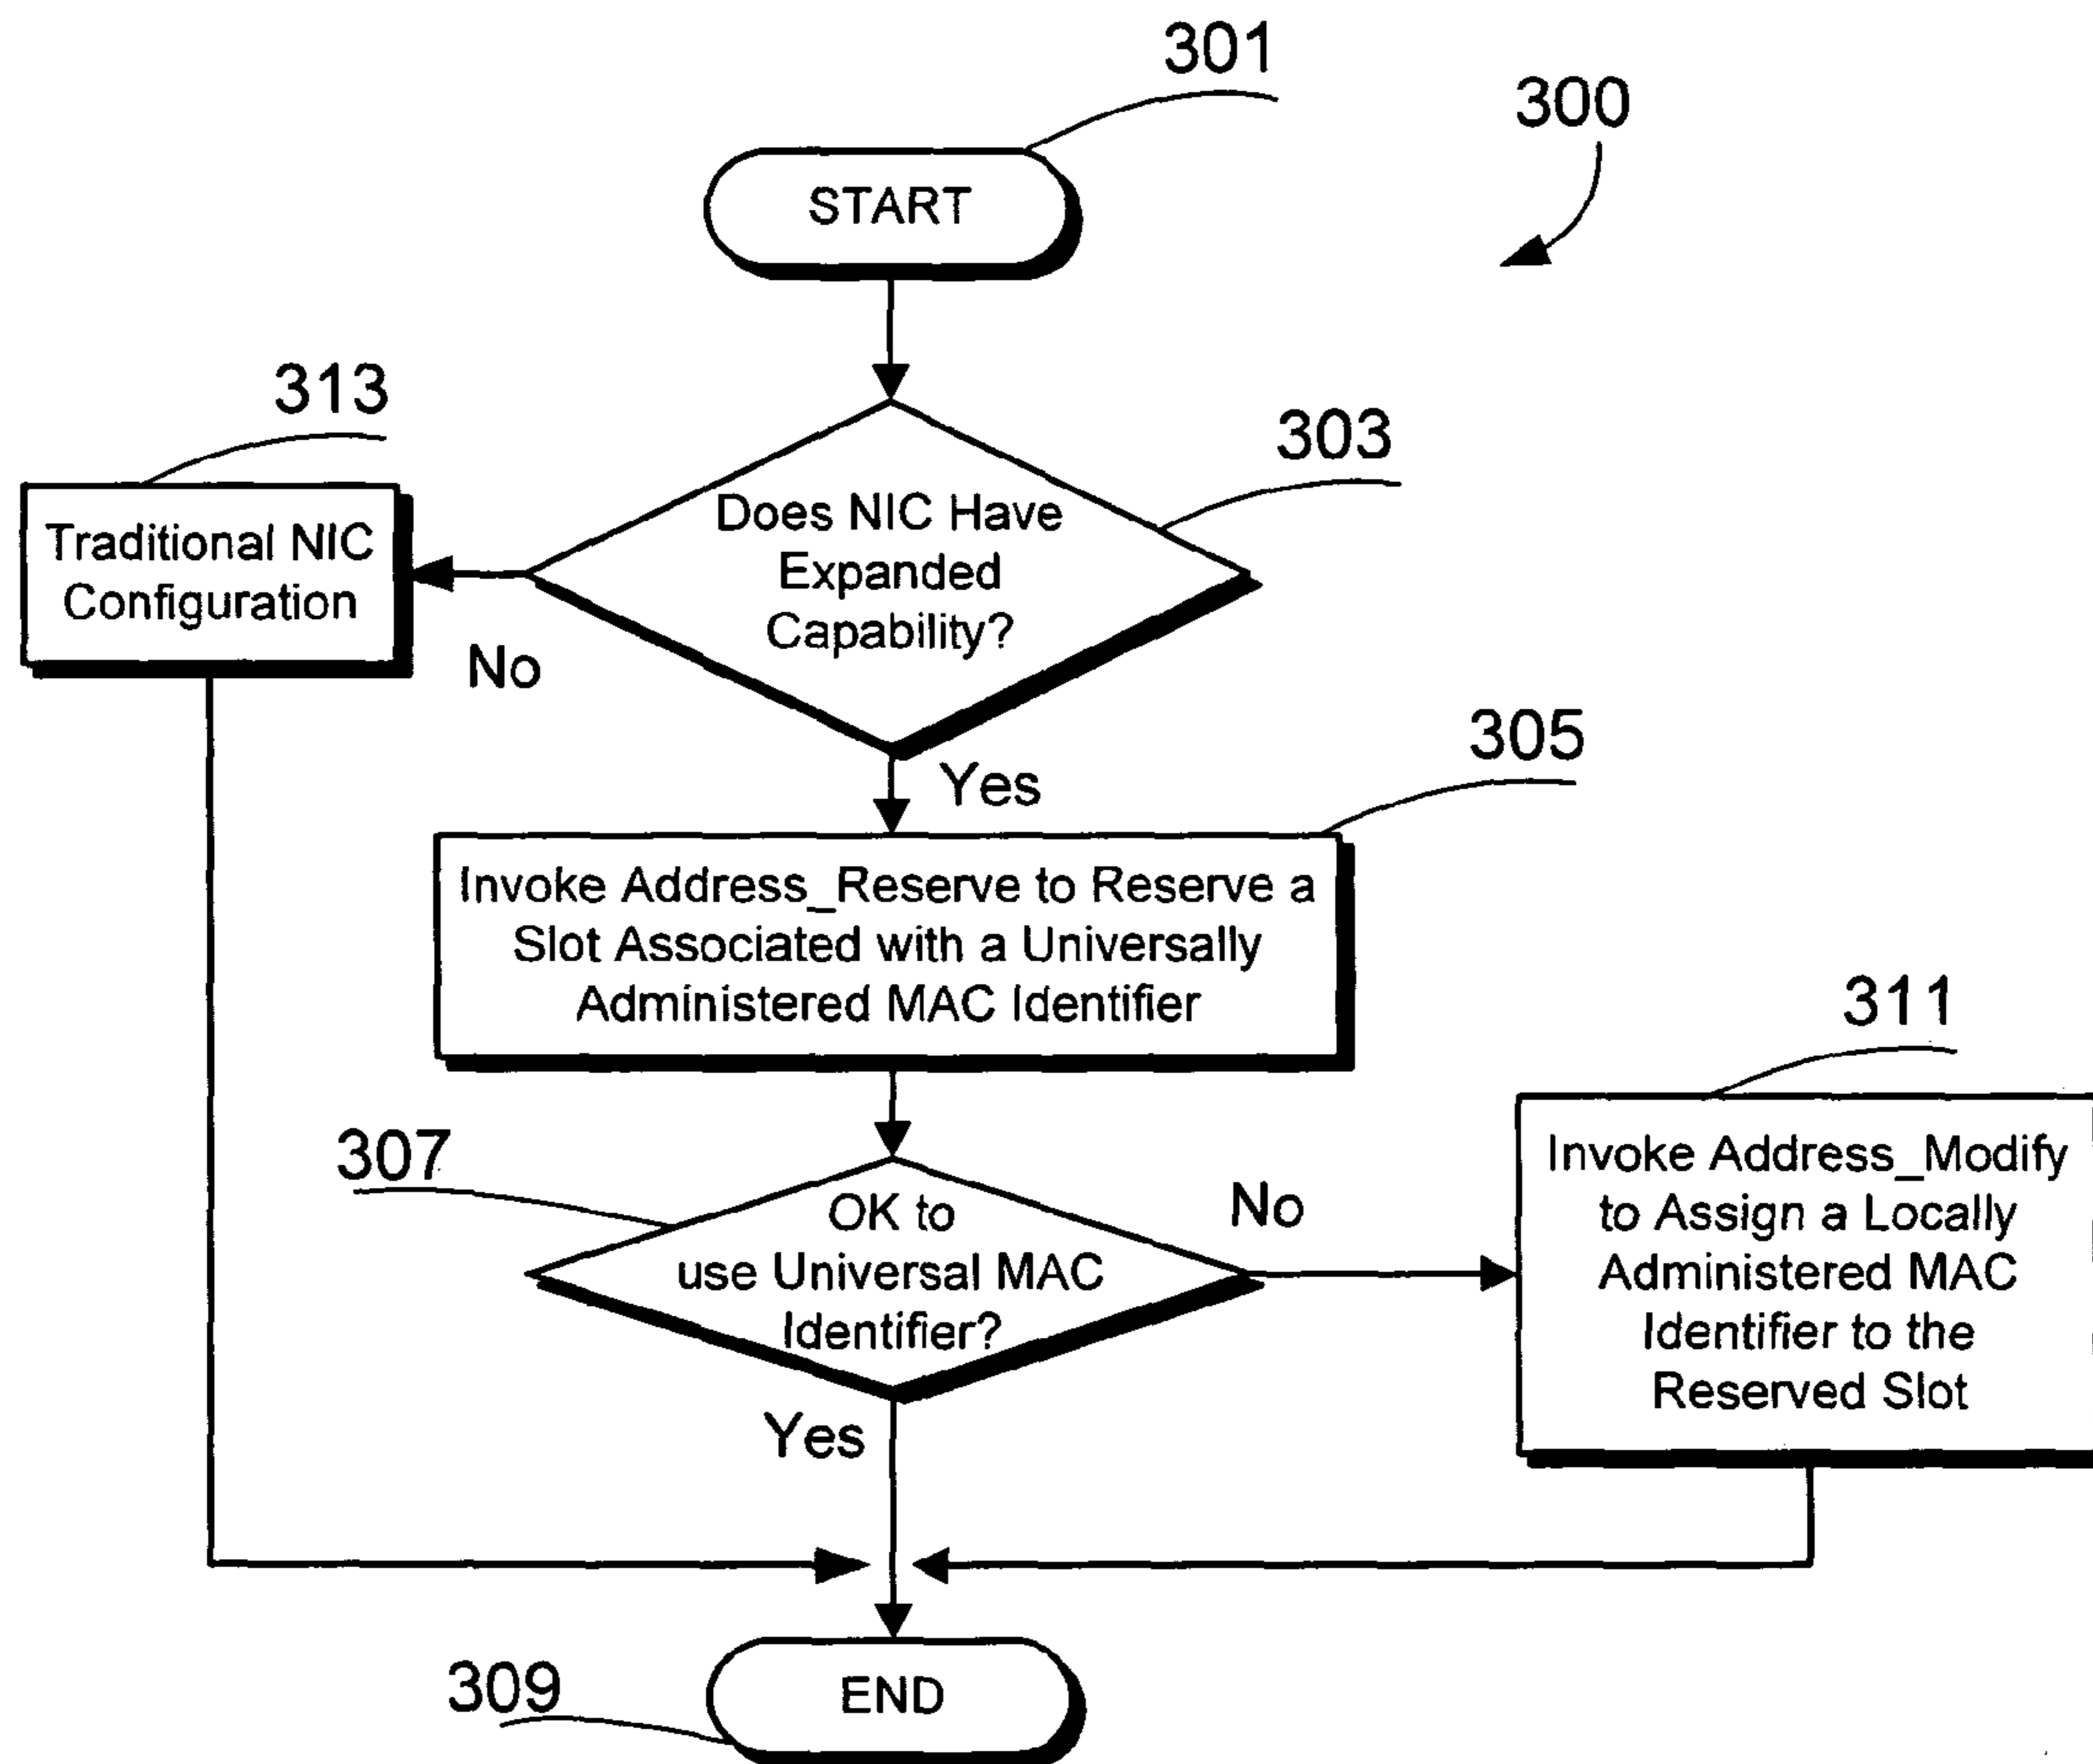 301
300
START
313
303
Does NIC Have
Expanded
Capability?
Traditional NIC
Configuration
No
Yes
305
Invoke Address_Reserve to Reserve a
Slot Associated with a Universally
Administered MAC Identifier
311
307
OK to
use Universal MAC
Identifier?
No
Invoke Address_Modify
to Assign a Locally
Administered MAC
Identifier to the
Reserved Slot
Yes
309
END